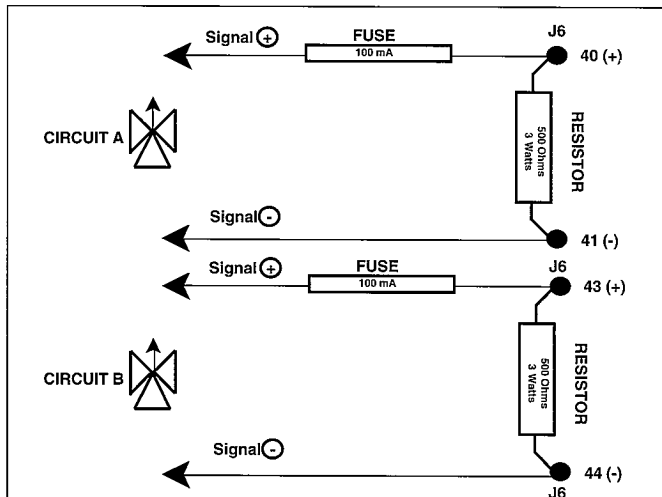 J6
Signal +
FUSE
100 mA
40 (+)
CIRCUIT A
500 Ohms
3 Watts
RESISTOR
Signal -
41 (-)
J6
Signal +
FUSE
100 mA
43 (+)
CIRCUIT B
500 Ohms
3 Watts
RESISTOR
Signal -
44 (-)
J6